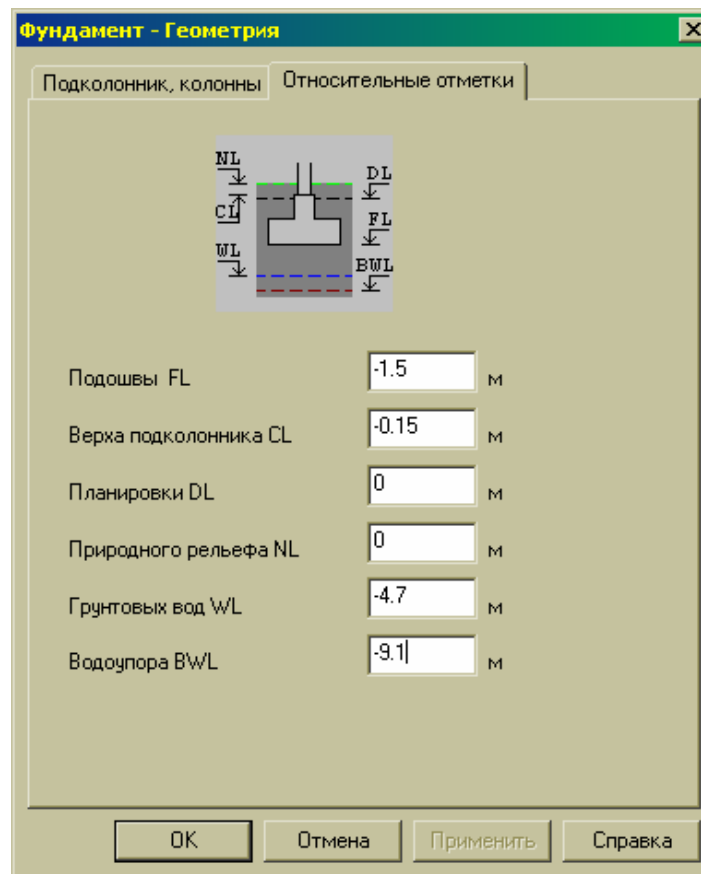 Фундамент - Геометрия
Подколонник, колонны Относительные отметки
NL
DL
CL
FL
WL
BWL
Подошвы FL -1.5 м
Верха подколонника CL -0.15 м
Планировки DL 0 м
Природного рельефа NL 0 м
Грунтовых вод WL -4.7 м
Водоупора BWL -9.1 м
OK Отмена Применить Справка